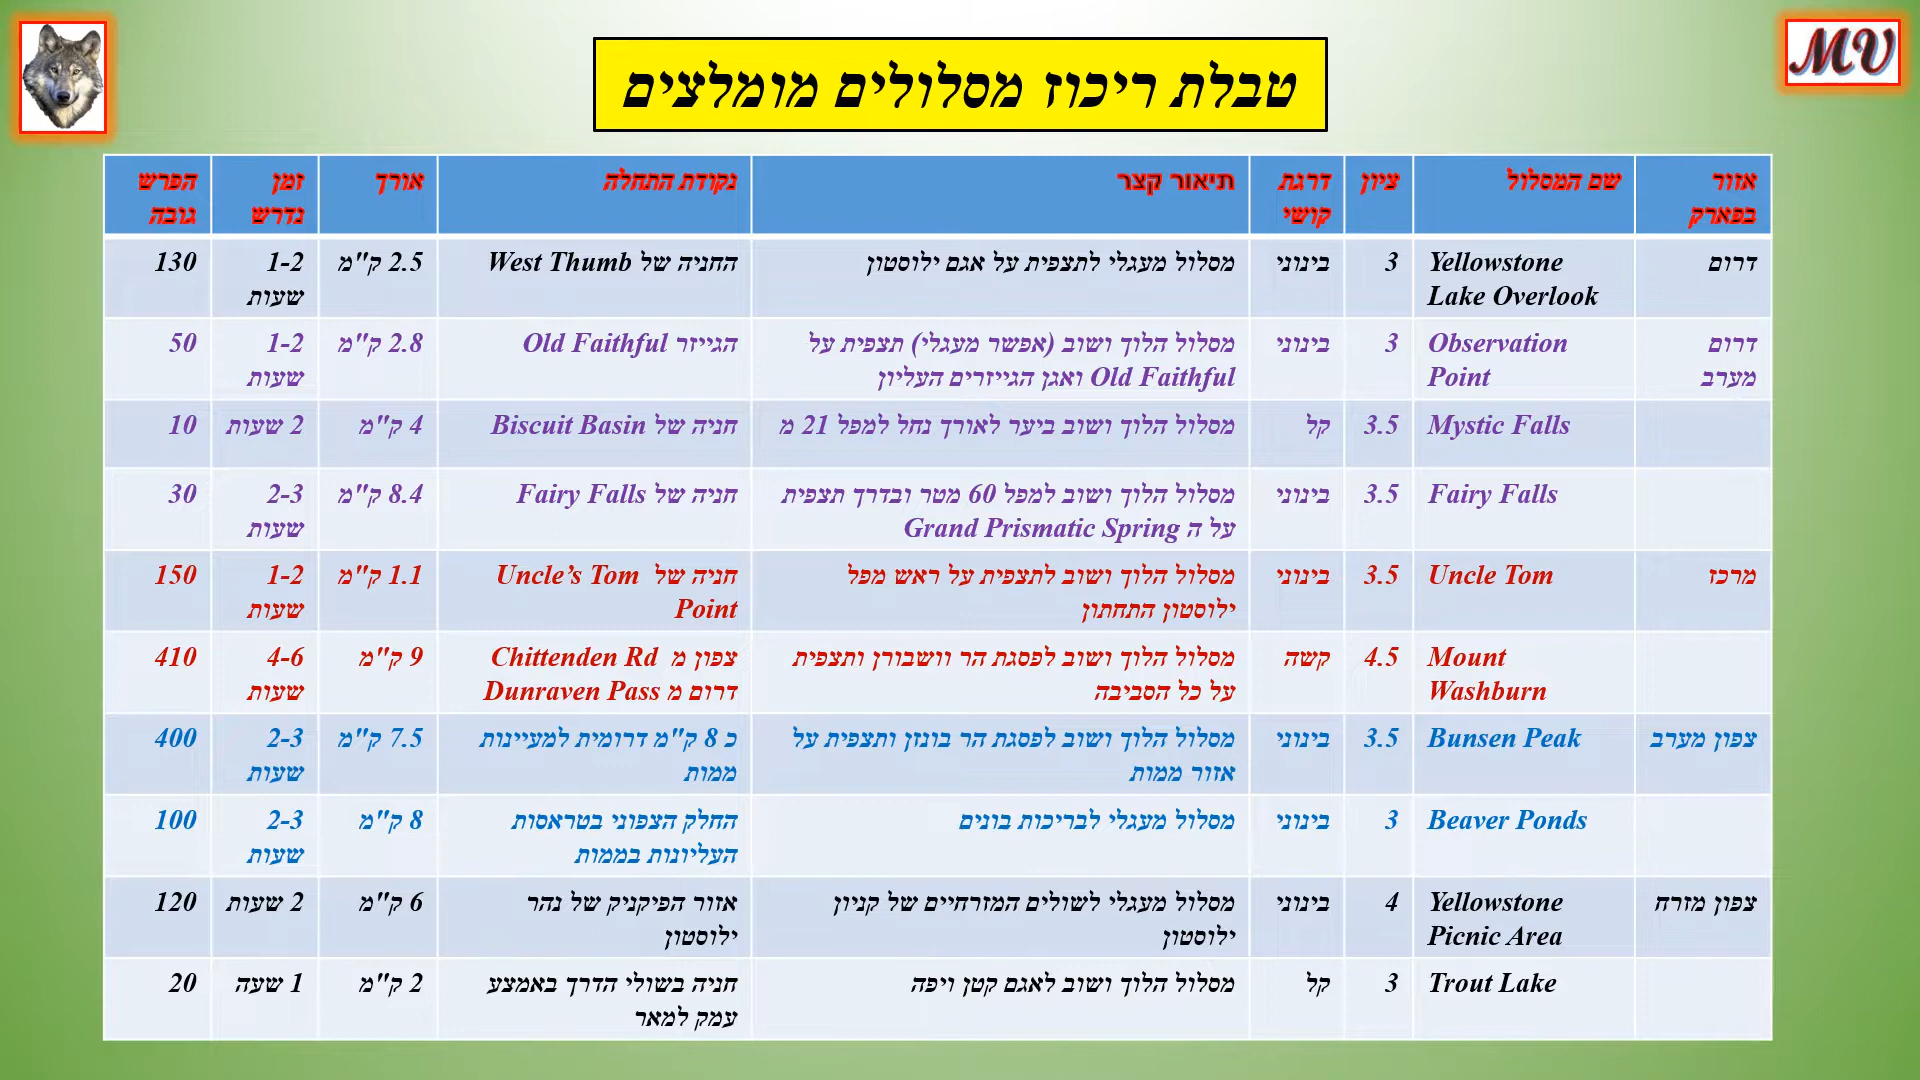 MV
טבלת ריכוז מסלולים מומלצים
אזור בפארק | שם המסלול | ציון | דרגת קושי | תיאור קצר | נקודת התחלה | אורך | זמן נדרש | הפרש גובה
דרום | Yellowstone Lake Overlook | 3 | בינוני | מסלול מעגלי לתצפית על אגם ילוסטון | החניה של West Thumb | 2.5 ק"מ | 1-2 שעות | 130
דרום מערב | Observation Point | 3 | בינוני | מסלול הלוך ושוב (אפשר מעגלי) תצפית על Old Faithful ואגן הגייזרים העליון | הגייזר Old Faithful | 2.8 ק"מ | 1-2 שעות | 50
Mystic Falls | 3.5 | קל | מסלול הלוך ושוב ביער לאורך נחל למפל 21 מ | חניה של Biscuit Basin | 4 ק"מ | 2 שעות | 10
Fairy Falls | 3.5 | בינוני | מסלול הלוך ושוב למפל 60 מטר ובדרך תצפית על ה Grand Prismatic Spring | חניה של Fairy Falls | 8.4 ק"מ | 2-3 שעות | 30
מרכז | Uncle Tom | 3.5 | בינוני | מסלול הלוך ושוב לתצפית על ראש מפל ילוסטון התחתון | חניה של Uncle’s Tom Point | 1.1 ק"מ | 1-2 שעות | 150
Mount Washburn | 4.5 | קשה | מסלול הלוך ושוב לפסגת הר וושבורן ותצפית על כל הסביבה | צפון מ Chittenden Rd דרום מ Dunraven Pass | 9 ק"מ | 4-6 שעות | 410
צפון מערב | Bunsen Peak | 3.5 | בינוני | מסלול הלוך ושוב לפסגת הר בונזן ותצפית על אזור ממות | כ 8 ק"מ דרומית למעיינות ממות | 7.5 ק"מ | 2-3 שעות | 400
Beaver Ponds | 3 | בינוני | מסלול מעגלי לבריכות בונים | החלק הצפוני בטראסות העליונות בממות | 8 ק"מ | 2-3 שעות | 100
צפון מזרח | Yellowstone Picnic Area | 4 | בינוני | מסלול מעגלי לשולים המזרחיים של קניון ילוסטון | אזור הפיקניק של נהר ילוסטון | 6 ק"מ | 2 שעות | 120
Trout Lake | 3 | קל | מסלול הלוך ושוב לאגם קטן ויפה | חניה בשולי הדרך באמצע עמק למאר | 2 ק"מ | 1 שעה | 20